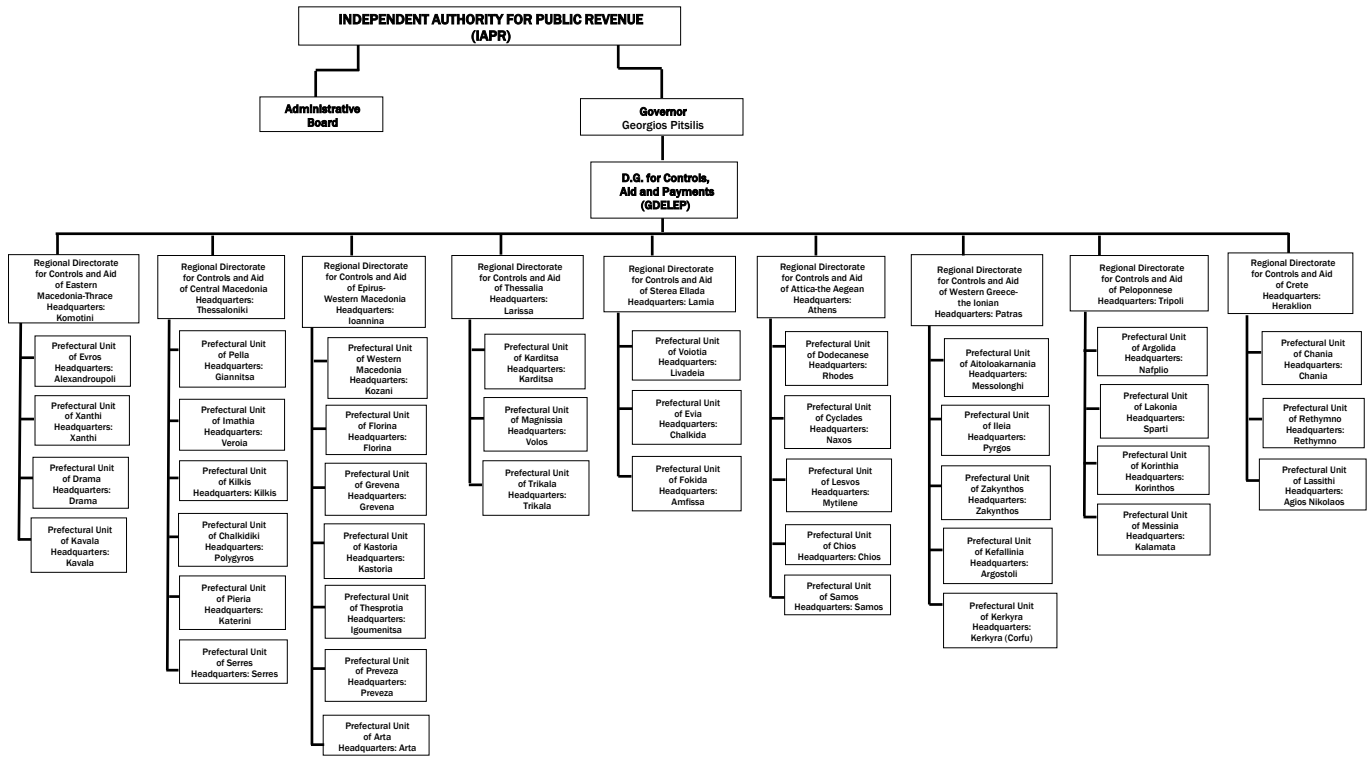 INDEPENDENT AUTHORITY FOR PUBLIC REVENUE
(IAPR)
Administrative
Board
Governor
Georgios Pitsilis
D.G. for Controls,
Aid and Payments
(GDELEP)
Regional Directorate
for Controls and Aid
of Eastern
Macedonia-Thrace
Headquarters:
Komotini
Prefectural Unit
of Evros
Headquarters:
Alexandroupoli
Prefectural Unit
of Xanthi
Headquarters:
Xanthi
Prefectural Unit
of Drama
Headquarters:
Drama
Prefectural Unit
of Kavala
Headquarters:
Kavala
Regional Directorate
for Controls and Aid
of Central Macedonia
Headquarters:
Thessaloniki
Prefectural Unit
of Pella
Headquarters:
Giannitsa
Prefectural Unit
of Imathia
Headquarters:
Veroia
Prefectural Unit
of Kilkis
Headquarters: Kilkis
Prefectural Unit
of Chalkidiki
Headquarters:
Polygyros
Prefectural Unit
of Pieria
Headquarters:
Katerini
Prefectural Unit
of Serres
Headquarters: Serres
Regional Directorate
for Controls and Aid
of Epirus-
Western Macedonia
Headquarters:
Ioannina
Prefectural Unit
of Western
Macedonia
Headquarters:
Kozani
Prefectural Unit
of Florina
Headquarters:
Florina
Prefectural Unit
of Grevena
Headquarters:
Grevena
Prefectural Unit
of Kastoria
Headquarters:
Kastoria
Prefectural Unit
of Thesprotia
Headquarters:
Igoumenitsa
Prefectural Unit
of Preveza
Headquarters:
Preveza
Prefectural Unit
of Arta
Headquarters: Arta
Regional Directorate
for Controls and Aid
of Thessalia
Headquarters:
Larissa
Prefectural Unit
of Karditsa
Headquarters:
Karditsa
Prefectural Unit
of Magnissia
Headquarters:
Volos
Prefectural Unit
of Trikala
Headquarters:
Trikala
Regional Directorate
for Controls and Aid
of Sterea Ellada
Headquarters: Lamia
Prefectural Unit
of Voiotia
Headquarters:
Livadeia
Prefectural Unit
of Evia
Headquarters:
Chalkida
Prefectural Unit
of Fokida
Headquarters:
Amfissa
Regional Directorate
for Controls and Aid
of Attica-the Aegean
Headquarters:
Athens
Prefectural Unit
of Dodecanese
Headquarters:
Rhodes
Prefectural Unit
of Cyclades
Headquarters:
Naxos
Prefectural Unit
of Lesvos
Headquarters:
Mytilene
Prefectural Unit
of Chios
Headquarters: Chios
Prefectural Unit
of Samos
Headquarters: Samos
Regional Directorate
for Controls and Aid
of Western Greece-
the Ionian
Headquarters: Patras
Prefectural Unit
of Aitoloakarnania
Headquarters:
Messolonghi
Prefectural Unit
of Ileia
Headquarters:
Pyrgos
Prefectural Unit
of Zakynthos
Headquarters:
Zakynthos
Prefectural Unit
of Kefallinia
Headquarters:
Argostoli
Prefectural Unit
of Kerkyra
Headquarters:
Kerkyra (Corfu)
Regional Directorate
for Controls and Aid
of Peloponnese
Headquarters: Tripoli
Prefectural Unit
of Argolida
Headquarters:
Nafplio
Prefectural Unit
of Lakonia
Headquarters:
Sparti
Prefectural Unit
of Korinthia
Headquarters:
Korinthos
Prefectural Unit
of Messinia
Headquarters:
Kalamata
Regional Directorate
for Controls and Aid
of Crete
Headquarters:
Heraklion
Prefectural Unit
of Chania
Headquarters:
Chania
Prefectural Unit
of Rethymno
Headquarters:
Rethymno
Prefectural Unit
of Lassithi
Headquarters:
Agios Nikolaos